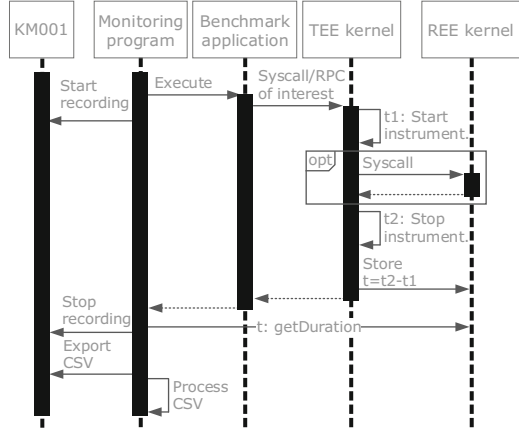 KM001
Monitoring
program
Benchmark
application
TEE kernel
REE kernel
Start
recording
Execute
Syscall/RPC
of interest
t1: Start
instrument.
opt
Syscall
t2: Stop
instrument.
Store
t=t2-t1
Stop
recording
t: getDuration
Export
CSV
Process
CSV